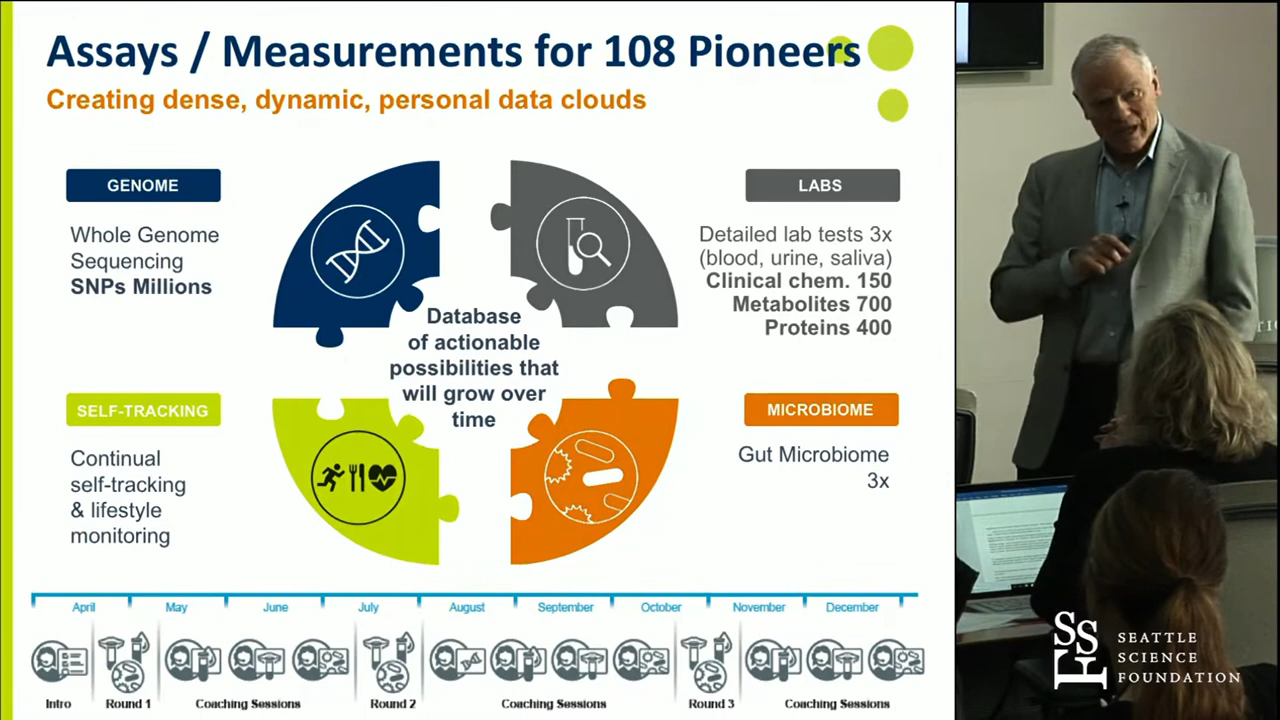 Assays / Measurements for 108 Pioneers
Creating dense, dynamic, personal data clouds
GENOME
Whole Genome
Sequencing
SNPs Millions
LABS
Detailed lab tests 3x
(blood, urine, saliva)
Clinical chem. 150
Metabolites 700
Proteins 400
Database
of actionable
possibilities that
will grow over
time
SELF-TRACKING
Continual
self-tracking
& lifestyle
monitoring
MICROBIOME
Gut Microbiome
3x
April May June July August September October November December
Intro Round 1 Coaching Sessions Round 2 Coaching Sessions Round 3 Coaching Sessions
SSF
SEATTLE
SCIENCE
FOUNDATION